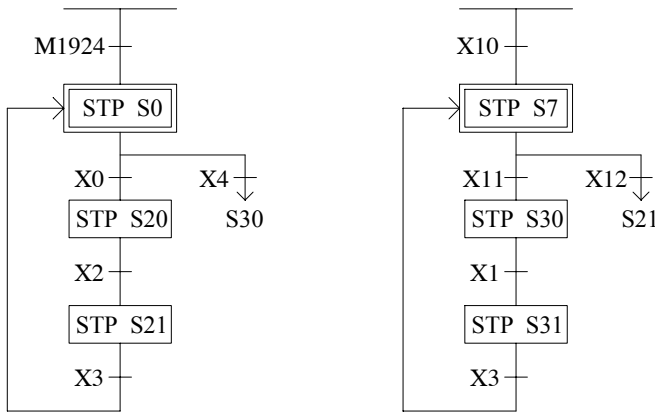 M1924
STP S0
X0
X4
STP S20
S30
X2
STP S21
X3
X10
STP S7
X11
X12
STP S30
S21
X1
STP S31
X3